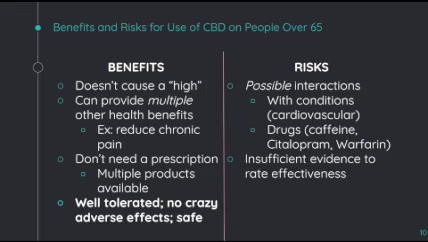 Benefits and Risks for Use of CBD on People Over 65
BENEFITS
Doesn't cause a “high”
Can provide multiple
other health benefits
Ex: reduce chronic
pain
Don't need a prescription
Multiple products
available
Well tolerated; no crazy
adverse effects; safe
RISKS
Possible interactions
With conditions
(cardiovascular)
Drugs (caffeine,
Citalopram, Warfarin)
Insufficient evidence to
rate effectiveness
10